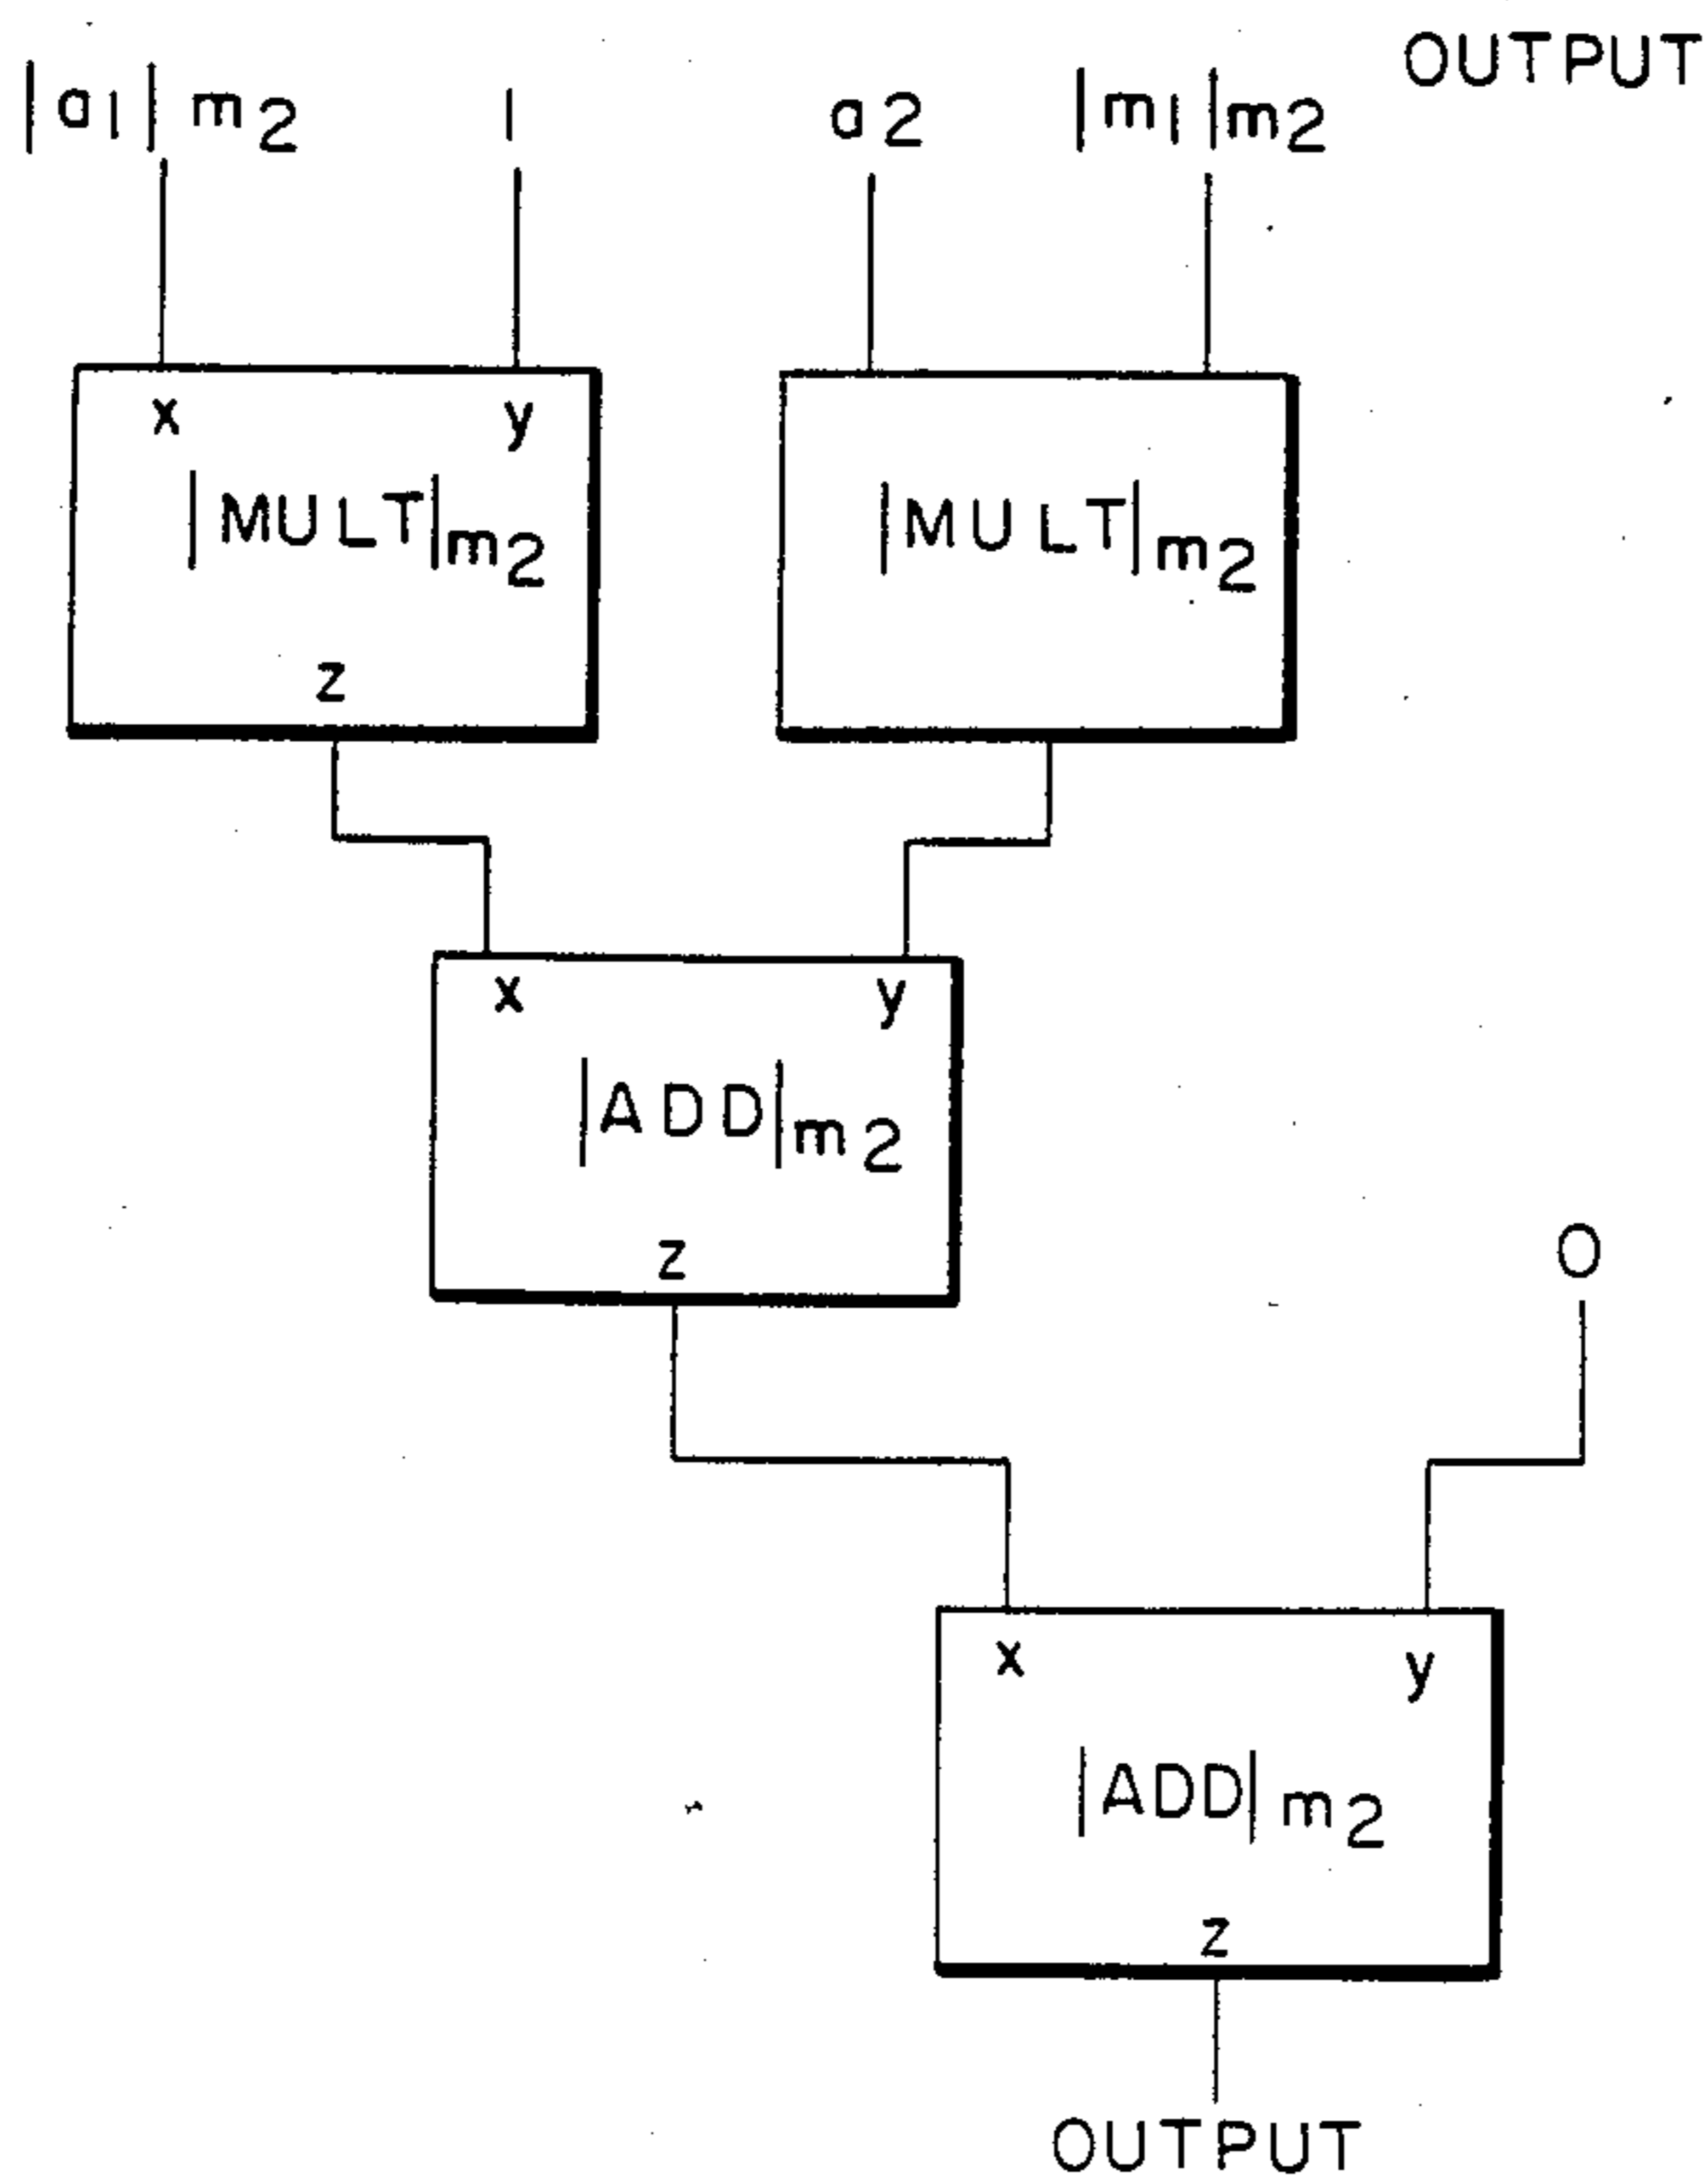 OUTPUT
|a1| m2 1 a2 |m1|m2
x y
|MULT|m2 |MULT|m2
z
x y
|ADD|m2
z
0
x y
|ADD| m2
z
OUTPUT